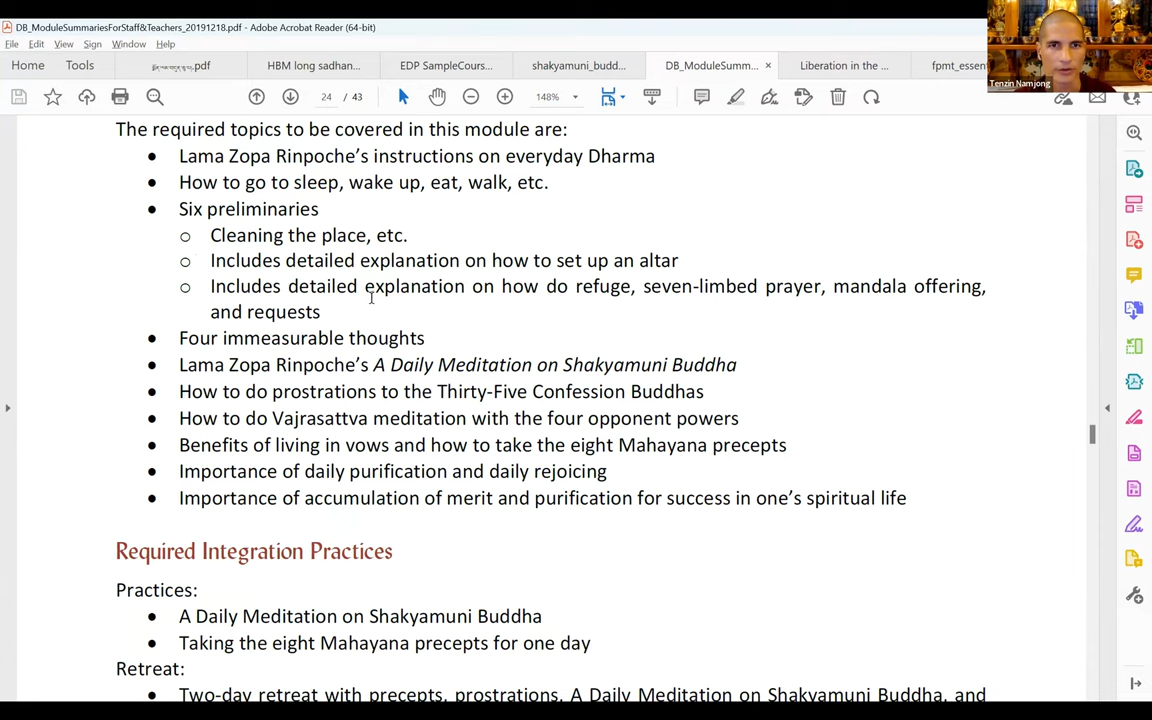 DB_ModuleSummariesForStaff&Teachers_20191218.pdf - Adobe Acrobat Reader (64-bit)
File Edit View Sign Window Help
Home Tools .pdf HBM long sadhan... EDP SampleCours... shakyamuni_budd... DB_ModuleSumm... × Liberation in the ... fpmt_essen
Tenzin Namjong
24 / 43 148%
The required topics to be covered in this module are:
• Lama Zopa Rinpoche's instructions on everyday Dharma
• How to go to sleep, wake up, eat, walk, etc.
• Six preliminaries
o Cleaning the place, etc.
o Includes detailed explanation on how to set up an altar
o Includes detailed explanation on how do refuge, seven-limbed prayer, mandala offering,
and requests
• Four immeasurable thoughts
• Lama Zopa Rinpoche's A Daily Meditation on Shakyamuni Buddha
• How to do prostrations to the Thirty-Five Confession Buddhas
• How to do Vajrasattva meditation with the four opponent powers
• Benefits of living in vows and how to take the eight Mahayana precepts
• Importance of daily purification and daily rejoicing
• Importance of accumulation of merit and purification for success in one's spiritual life
Required Integration Practices
Practices:
• A Daily Meditation on Shakyamuni Buddha
• Taking the eight Mahayana precepts for one day
Retreat:
• Two-day retreat with precepts, prostrations, A Daily Meditation on Shakyamuni Buddha, and